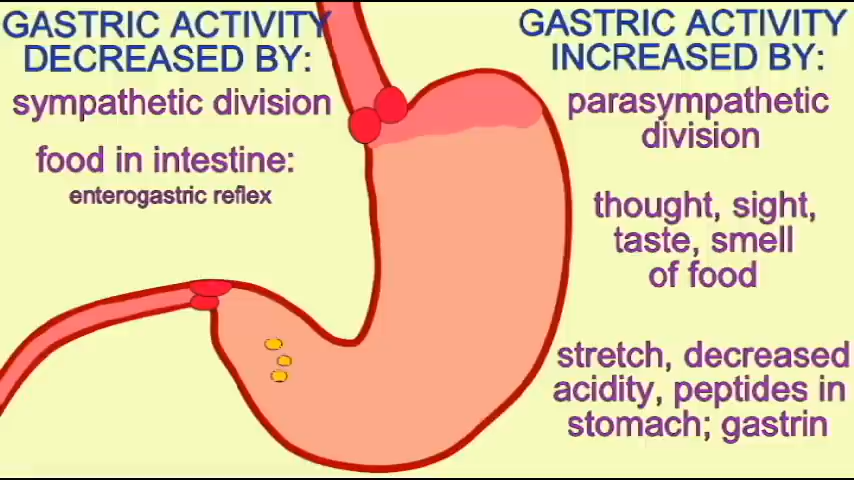 GASTRIC ACTIVITY
DECREASED BY:
sympathetic division
food in intestine:
enterogastric reflex
GASTRIC ACTIVITY
INCREASED BY:
parasympathetic
division
thought, sight,
taste, smell
of food
stretch, decreased
acidity, peptides in
stomach; gastrin